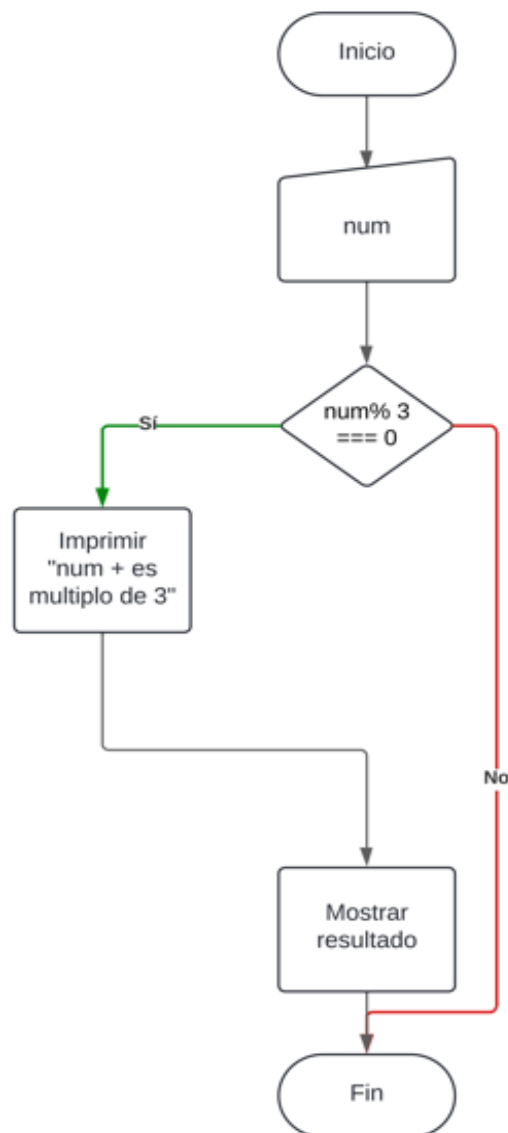 Inicio
num
num% 3
=== 0
Sí
Imprimir
"num + es
multiplo de 3"
No
Mostrar
resultado
Fin